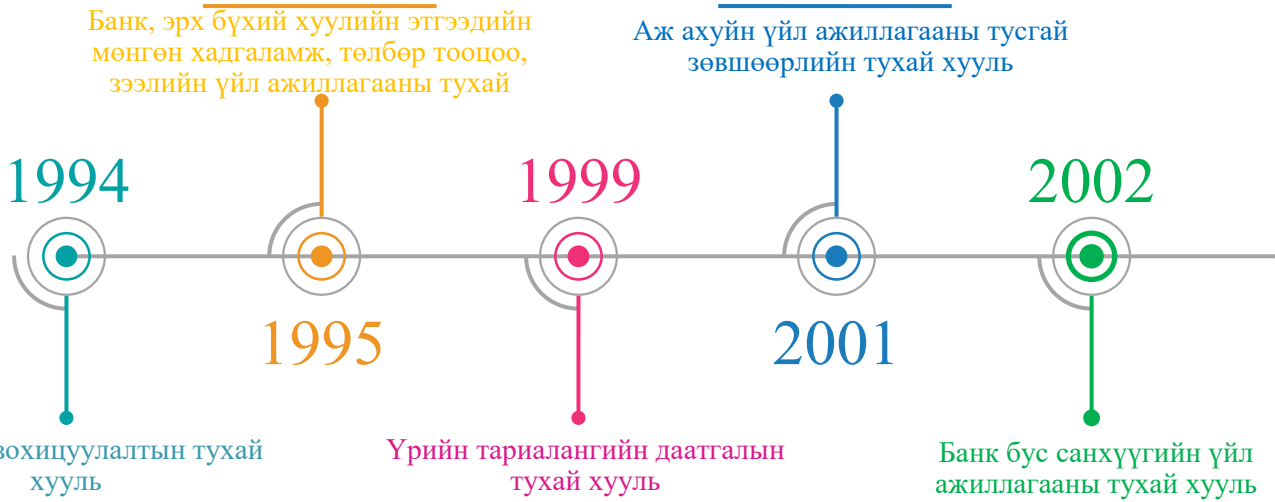 Банк, эрх бүхий хуулийн этгээдийн
мөнгөн хадгаламж, төлбөр тооцоо,
зээлийн үйл ажиллагааны тухай
Аж ахуйн үйл ажиллагааны тусгай
зөвшөөрлийн тухай хууль
1994
1999
2002
1995
2001
зохицуулалтын тухай
хууль
Үрийн тариалангийн даатгалын
тухай хууль
Банк бус санхүүгийн үйл
ажиллагааны тухай хууль